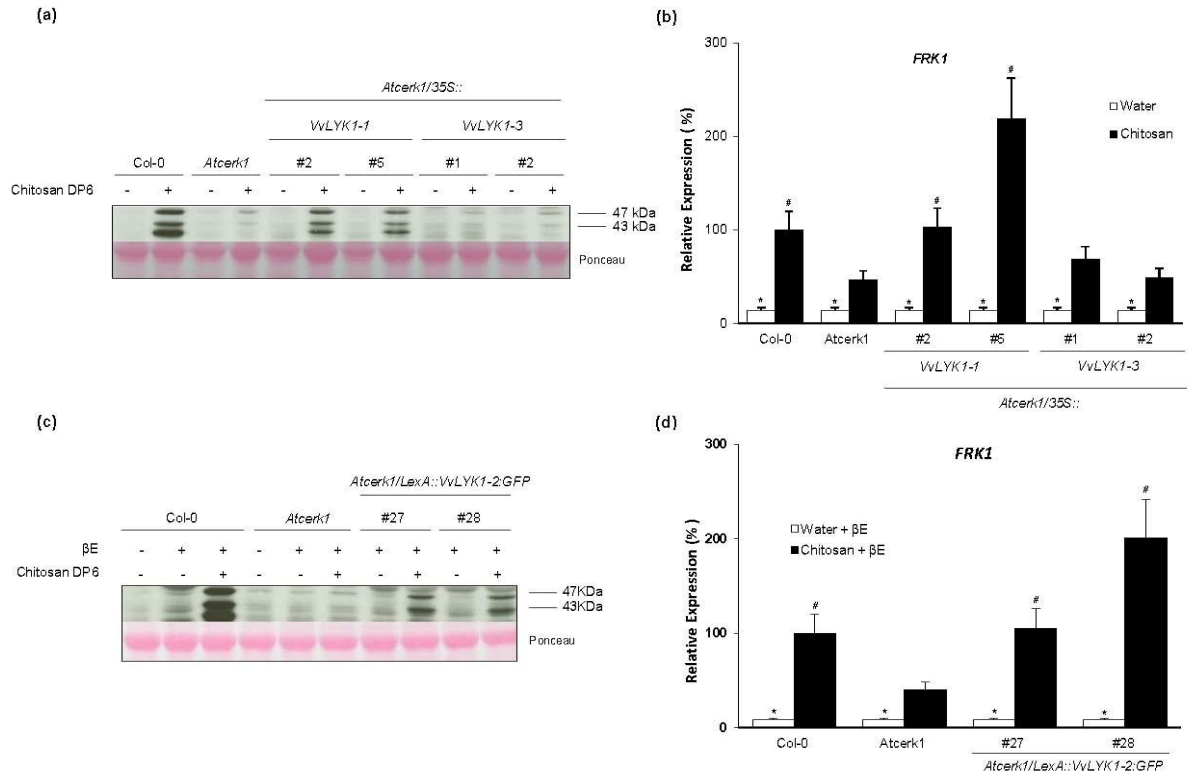 (a)
Atcerk1/35S::
VvLYK1-1 VvLYK1-3
Col-0 Atcerk1 #2 #5 #1 #2
Chitosan DP6 - + - + - + - + - + - +
47 kDa
43 kDa
Ponceau
(b)
FRK1
Relative Expression (%)
300
200
100
0
Water
Chitosan
# # #
* * * * * *
Col-0 Atcerk1 #2 #5 #1 #2
VvLYK1-1 VvLYK1-3
Atcerk1/35S::
(c)
Atcerk1/LexA::VvLYK1-2:GFP
Col-0 Atcerk1 #27 #28
βE - + + - + + + + + +
Chitosan DP6 - - + - - + - + - +
47KDa
43KDa
Ponceau
(d)
FRK1
Relative Expression (%)
300
200
100
0
Water + βE
Chitosan + βE
# # #
* * * *
Col-0 Atcerk1 #27 #28
Atcerk1/LexA::VvLYK1-2:GFP